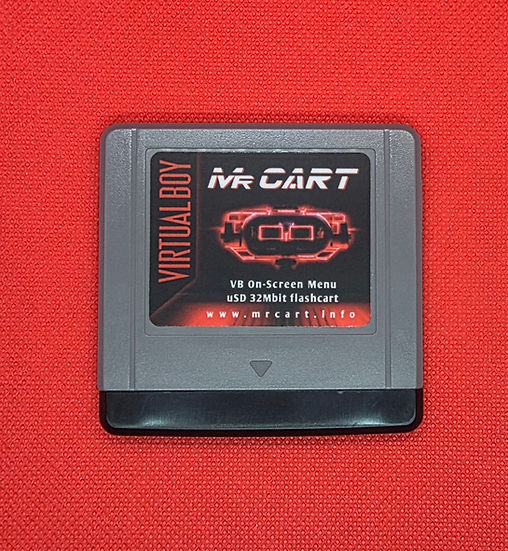 VIRTUAL BOY
MR CART
VB On-Screen Menu
uSD 32Mbit flashcart
www.mrcart.info